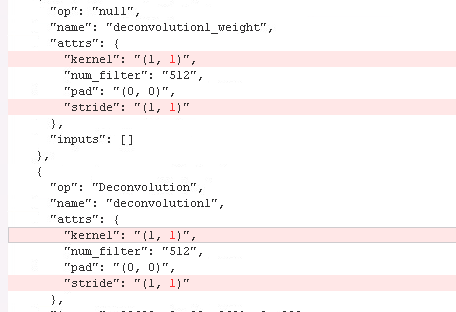 "op": "null",
"name": "deconvolution1_weight",
"attrs": {
"kernel": "(1, 1)",
"num_filter": "512",
"pad": "(0, 0)",
"stride": "(1, 1)"
},
"inputs": []
},
{
"op": "Deconvolution",
"name": "deconvolution1",
"attrs": {
"kernel": "(1, 1)",
"num_filter": "512",
"pad": "(0, 0)",
"stride": "(1, 1)"
},